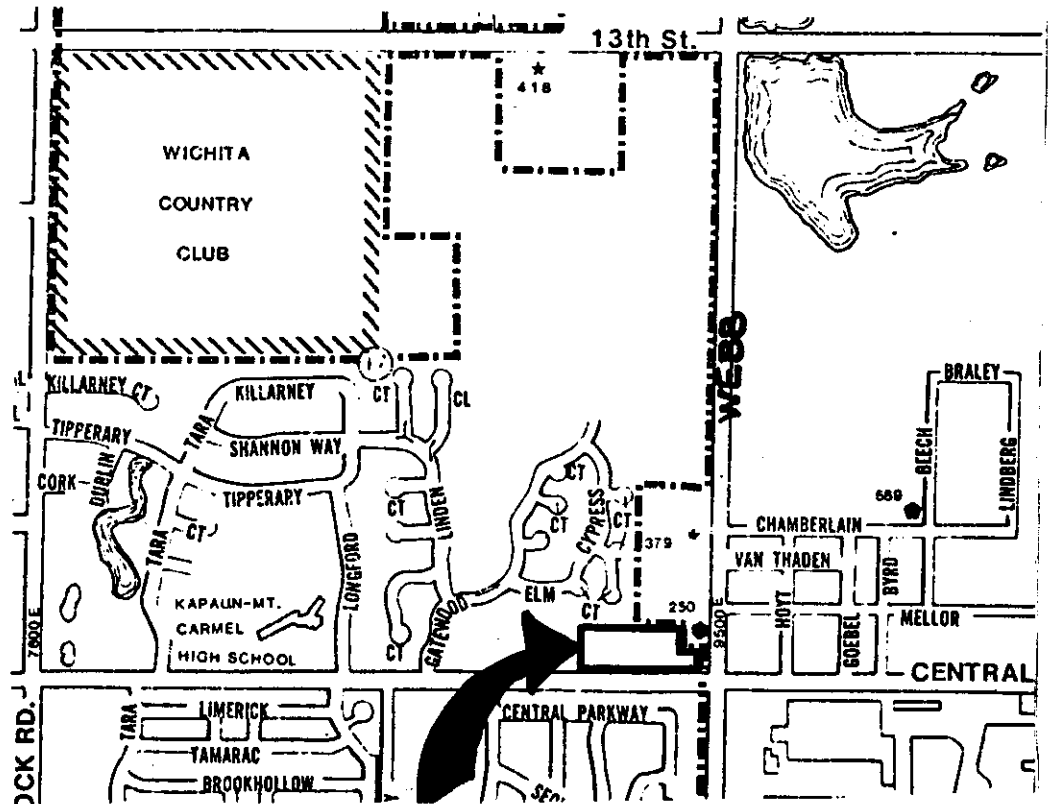 13th St.
418
WICHITA
COUNTRY
CLUB
WEBB
KILLARNEY CT
KILLARNEY
CT
CL
BRALEY
TIPPERARY
TARA
SHANNON WAY
BEECH
LINDBERG
CORK
DUBLIN
TIPPERARY
CT
CYPRESS
CT
689
CT
LINDEN
CT
CHAMBERLAIN
CT
TARA
LONGFORD
379
VAN THADEN
BYRD
KAPAUN-MT.
CARMEL
HIGH SCHOOL
ELM
CT
250
HOYT
MELLOR
7800 E
GATEWOOD
9500 E
GOEBEL
CT
CENTRAL
OCK RD.
TARA
LIMERICK
CENTRAL PARKWAY
TAMARAC
BROOKHOLLOW